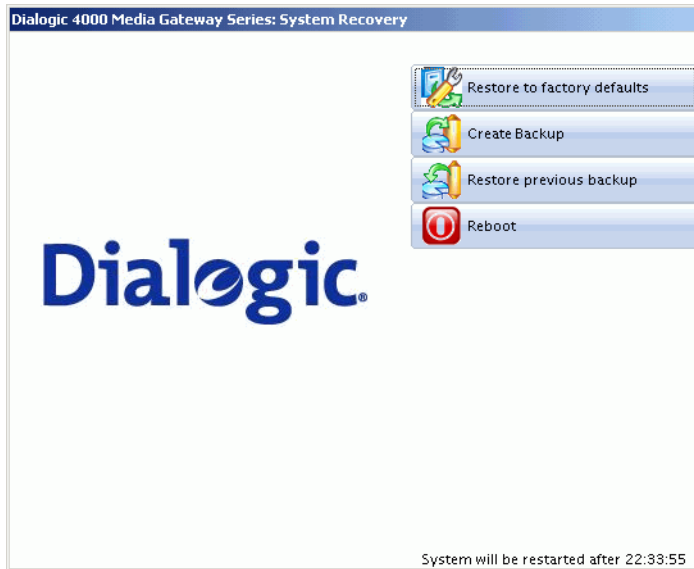 Dialogic 4000 Media Gateway Series: System Recovery
Restore to factory defaults
Create Backup
Restore previous backup
Reboot
Dialogic®
System will be restarted after 22:33:55